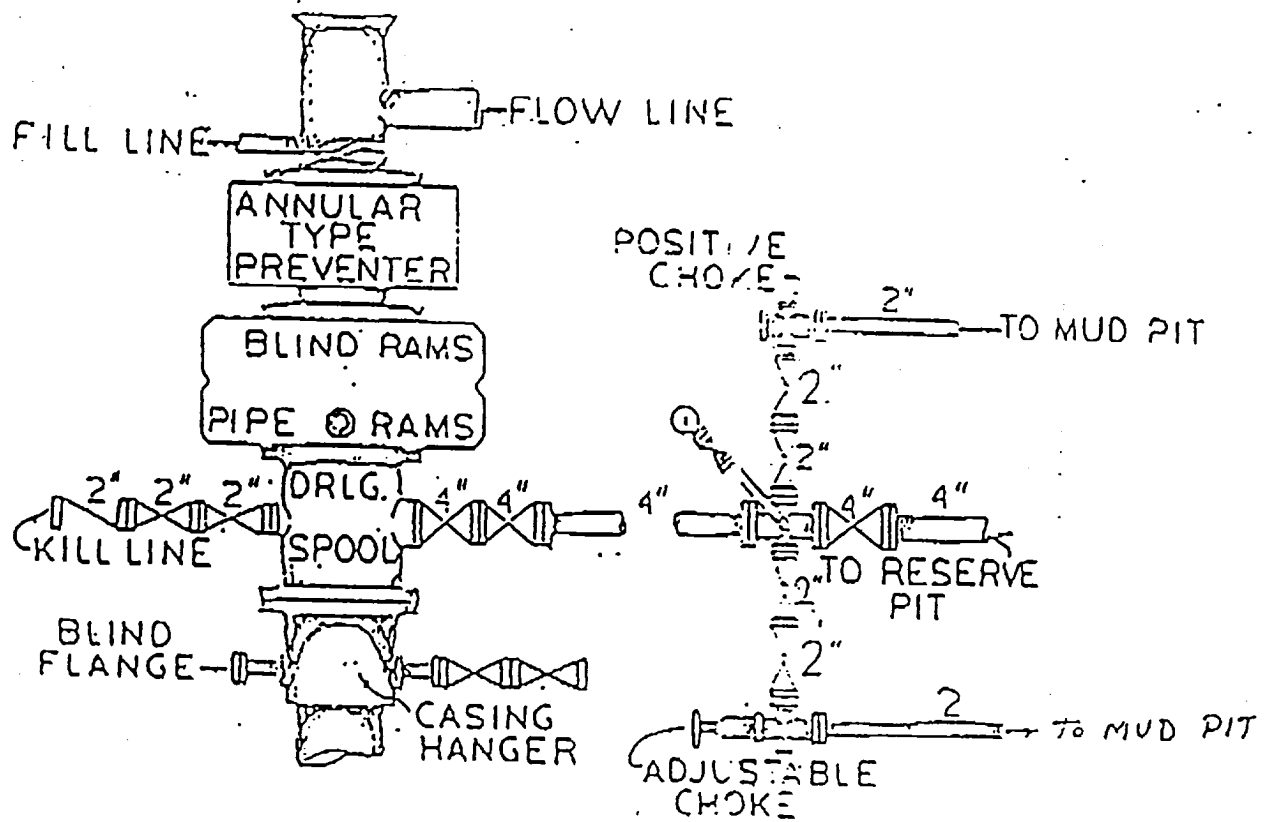 FLOW LINE
FILL LINE
ANNULAR
TYPE
PREVENTER
BLIND RAMS
PIPE RAMS
2" 2" 2"
DRLG.
SPOOL
4" 4"
4"
KILL LINE
BLIND
FLANGE
CASING
HANGER
POSITIVE
CHOKE
2"
TO MUD PIT
2"
2"
4" 4"
TO RESERVE
PIT
2"
2"
2
TO MUD PIT
ADJUSTABLE
CHOKE